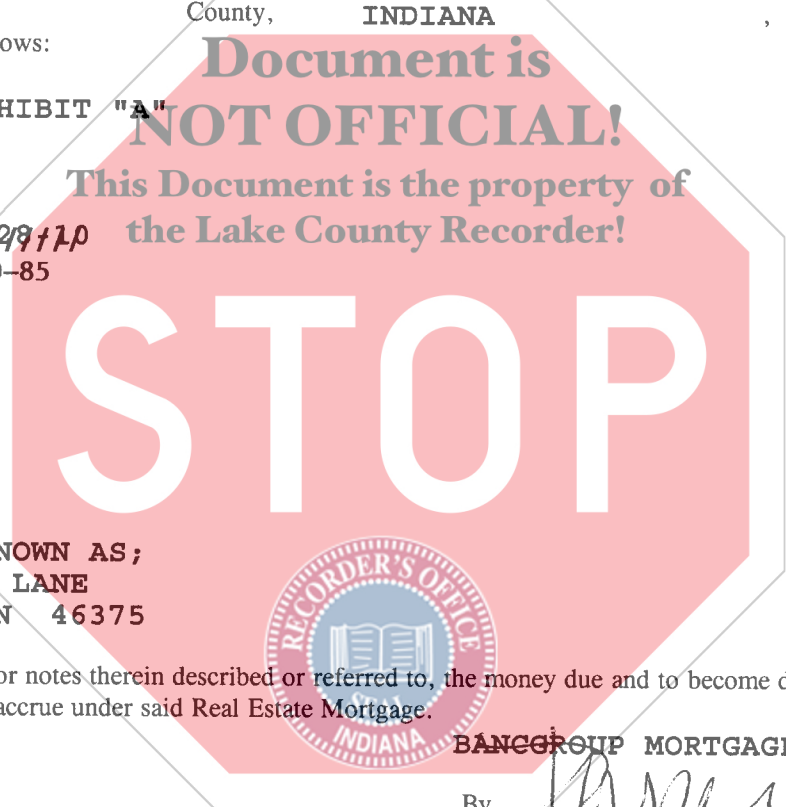 County, INDIANA ,
ows:
Document is
HIBIT "A"
NOT OFFICIAL!
This Document is the property of
the Lake County Recorder!
-85
STOP
NOWN AS;
LANE
N 46375
RECORDER'S OFFICE
SEAL
INDIANA
or notes therein described or referred to, the money due and to become d
accrue under said Real Estate Mortgage.
BANCGROUP MORTGAGE
By